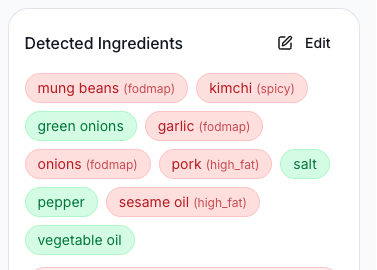 Detected Ingredients Edit
mung beans (fodmap) kimchi (spicy)
green onions garlic (fodmap)
onions (fodmap) pork (high_fat) salt
pepper sesame oil (high_fat)
vegetable oil